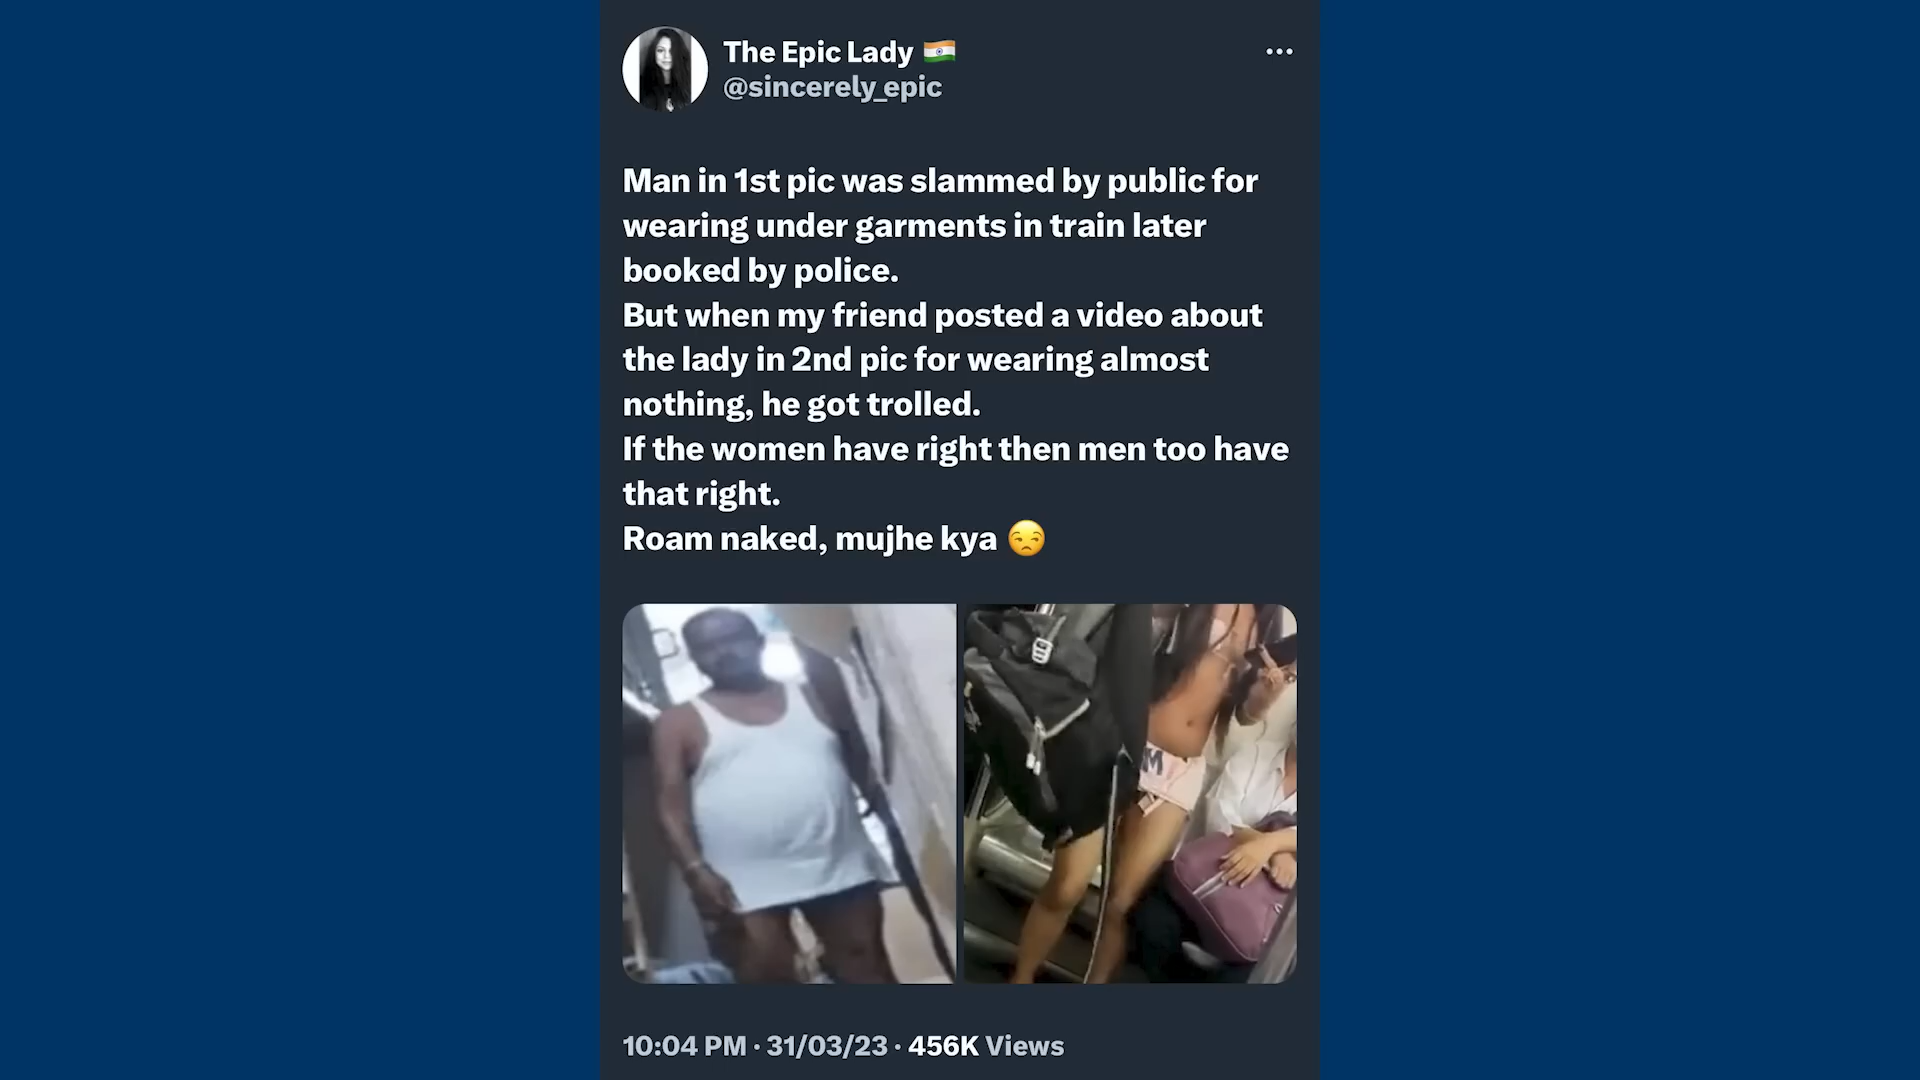 The Epic Lady 🇮🇳
@sincerely_epic
Man in 1st pic was slammed by public for
wearing under garments in train later
booked by police.
But when my friend posted a video about
the lady in 2nd pic for wearing almost
nothing, he got trolled.
If the women have right then men too have
that right.
Roam naked, mujhe kya 😒
M
10:04 PM · 31/03/23 · 456K Views